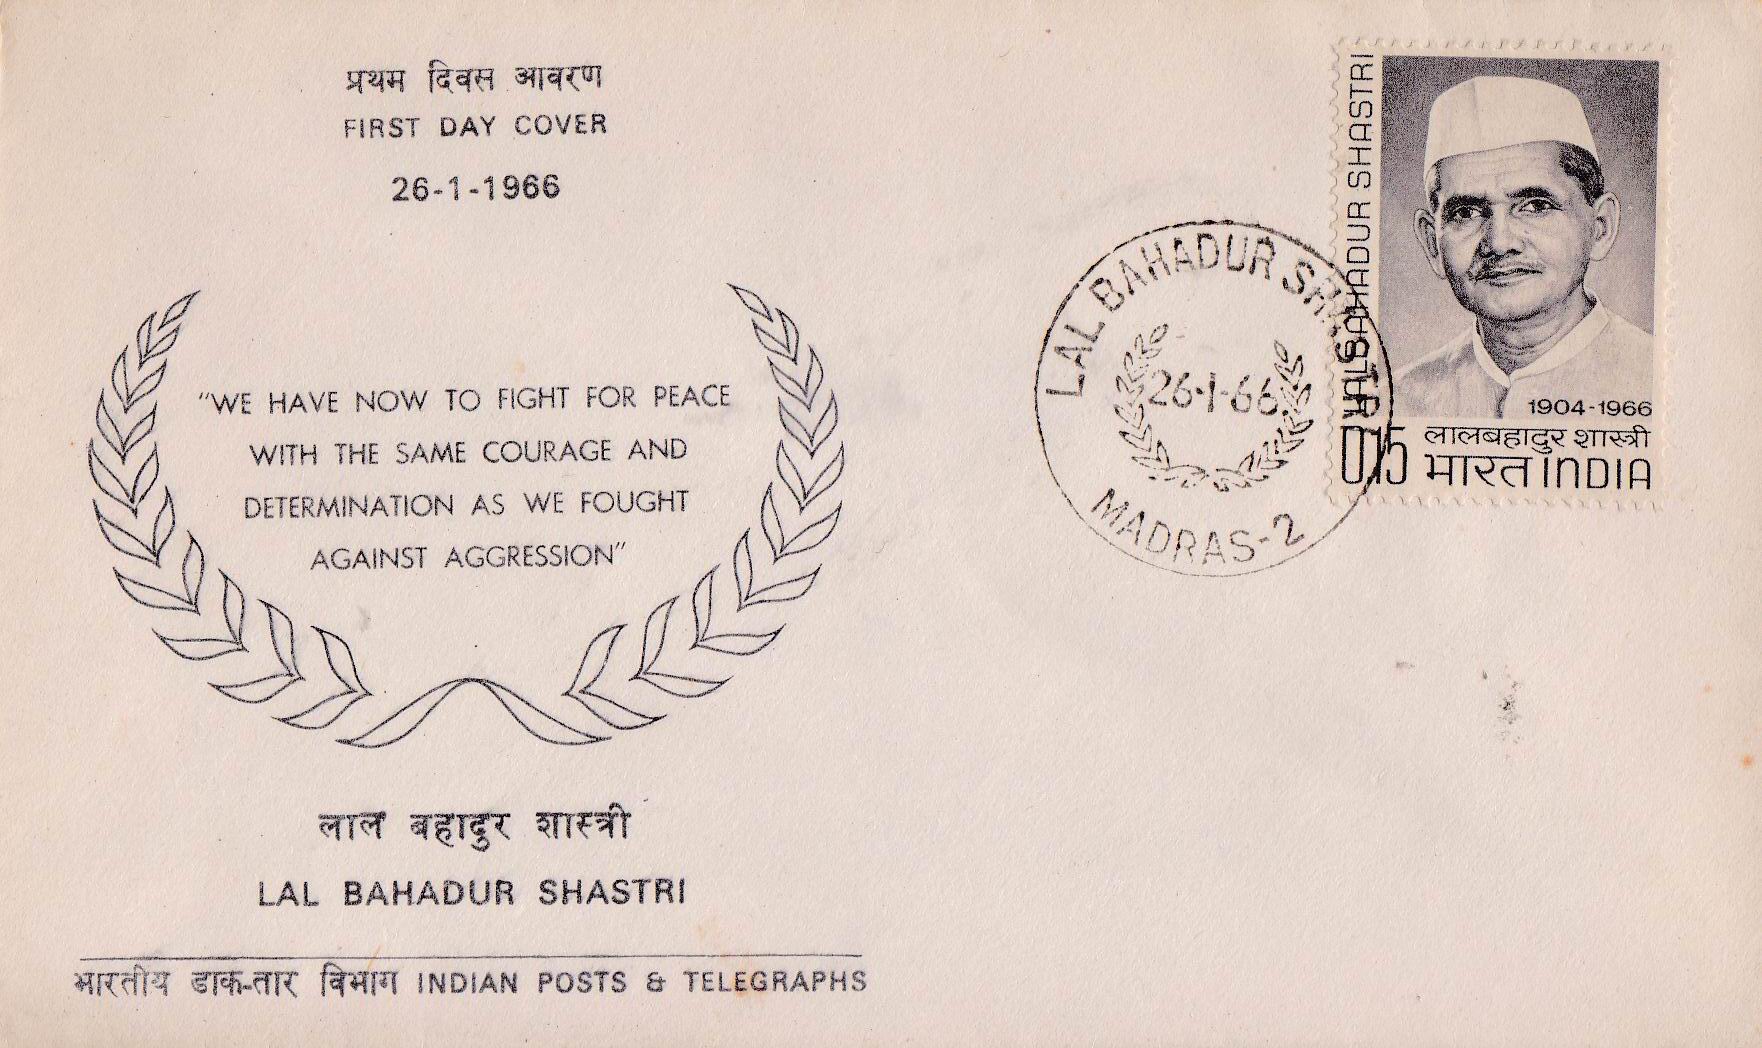 प्रथम दिवस आवरण
FIRST DAY COVER
26-1-1966
"WE HAVE NOW TO FIGHT FOR PEACE
WITH THE SAME COURAGE AND
DETERMINATION AS WE FOUGHT
AGAINST AGGRESSION"
लाल बहादुर शास्त्री
LAL BAHADUR SHASTRI
भारतीय डाक-तार विभाग INDIAN POSTS & TELEGRAPHS
LAL BAHADUR SHASTRI
26·1·66
MADRAS-2
LAL BAHADUR SHASTRI
1904-1966
लालबहादुर शास्त्री
0.15 भारत INDIA